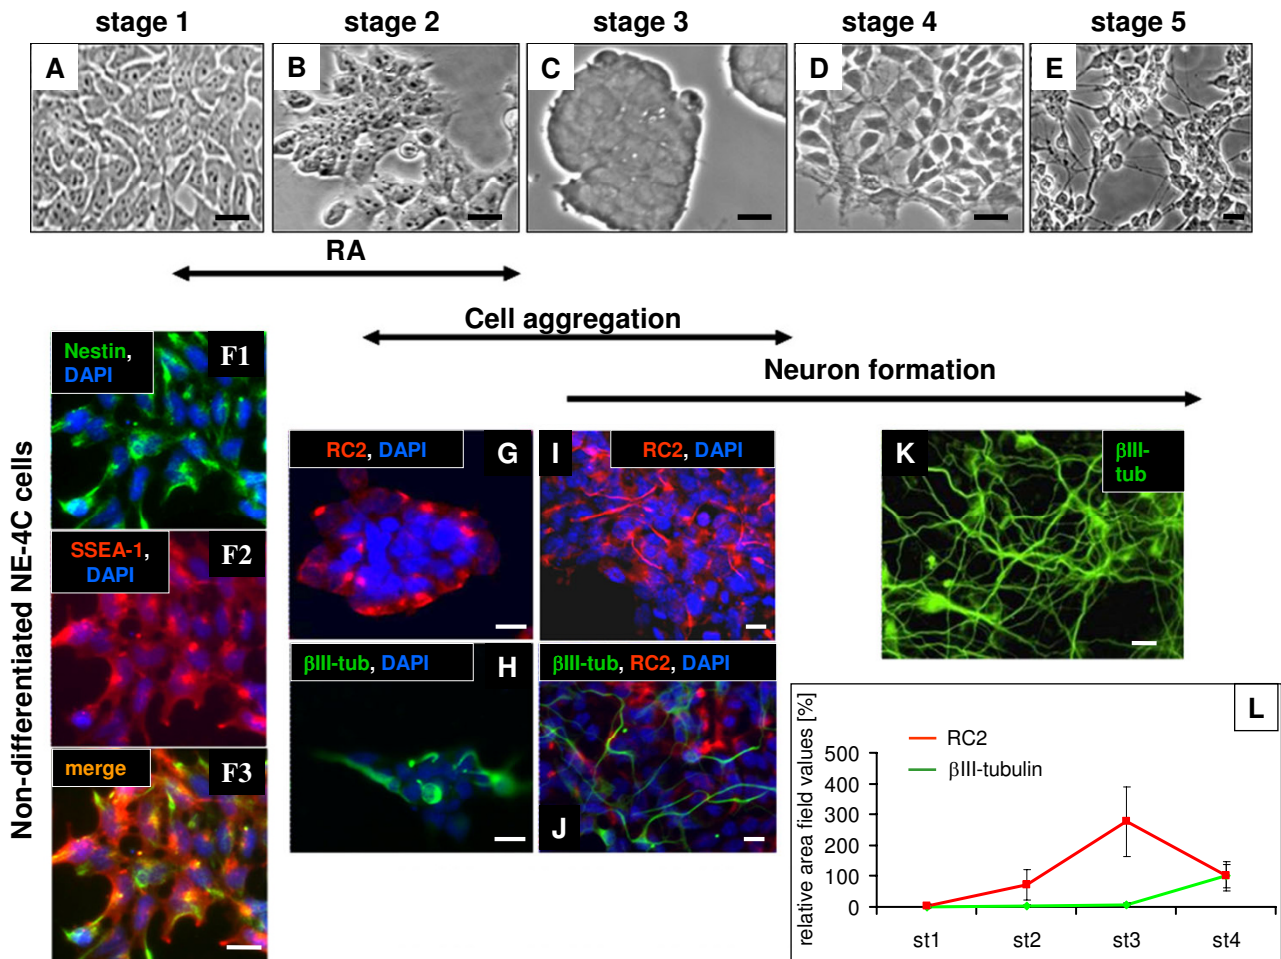 stage 1
stage 2
stage 3
stage 4
stage 5
A
B
C
D
E
RA
Cell aggregation
Neuron formation
Non-differentiated NE-4C cells
Nestin,
DAPI
F1
SSEA-1,
DAPI
F2
merge
F3
RC2, DAPI
G
βIII-tub, DAPI
H
I
RC2, DAPI
βIII-tub, RC2, DAPI
J
K
βIII-
tub
L
relative area field values [%]
RC2
βIII-tubulin
500
400
300
200
100
0
st1
st2
st3
st4